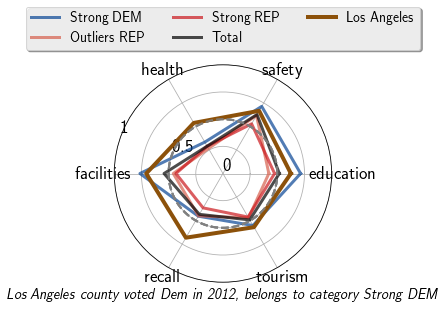 Strong DEM Strong REP Los Angeles
Outliers REP Total
health safety
1
0.5
0
facilities education
recall tourism
Los Angeles county voted Dem in 2012, belongs to category Strong DEM